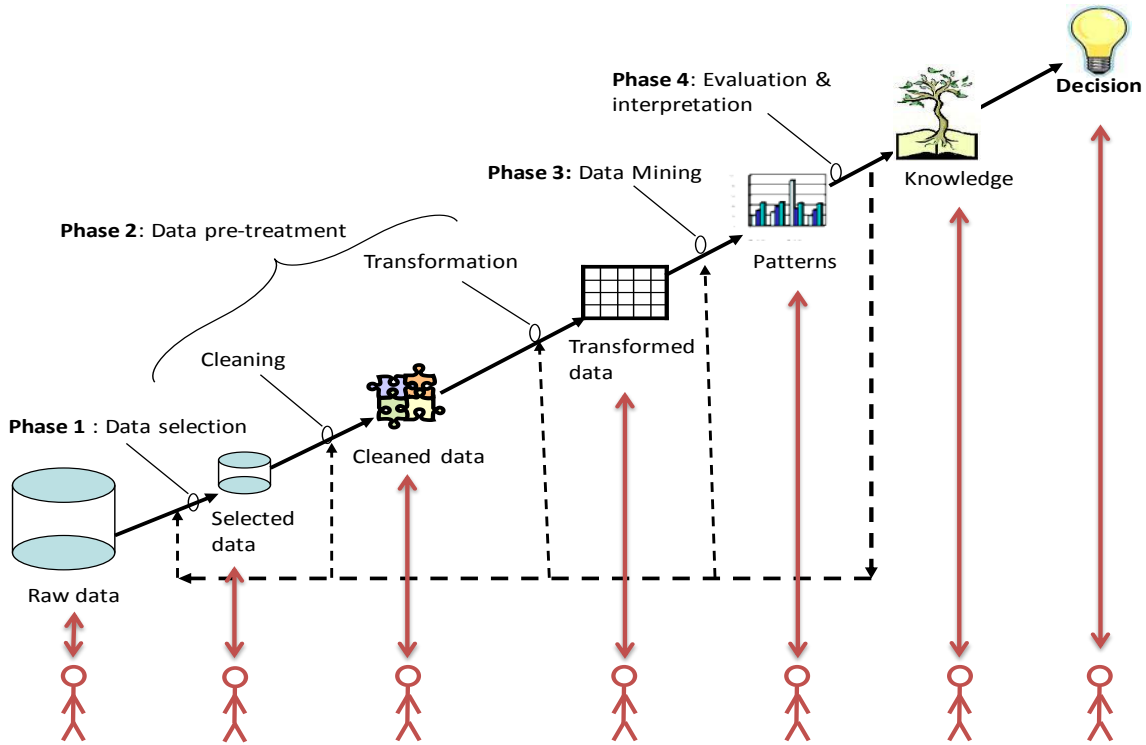 Decision
Phase 4: Evaluation &
interpretation
Knowledge
Phase 3: Data Mining
Patterns
Phase 2: Data pre-treatment
Transformation
Transformed
data
Cleaning
Cleaned data
Phase 1 : Data selection
Selected
data
Raw data